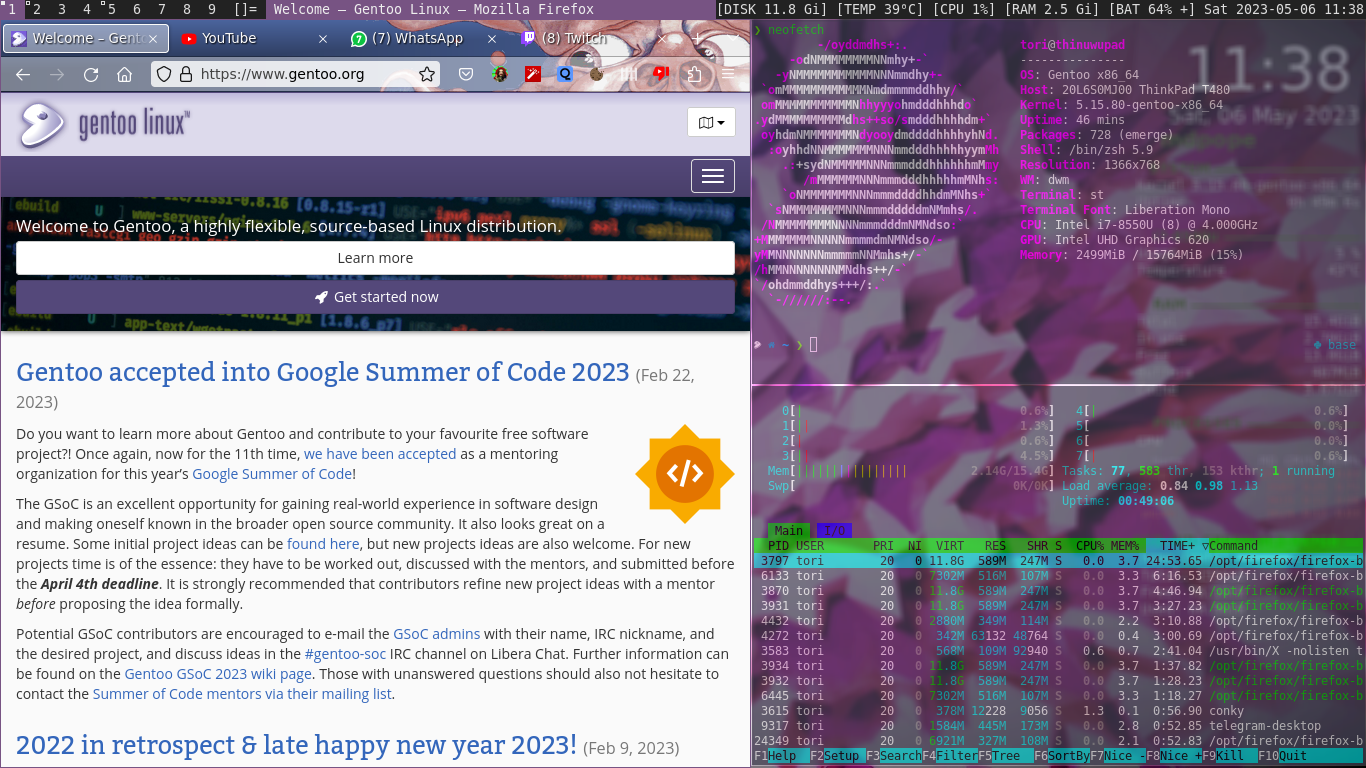 1 2 3 4 5 6 7 8 9 []= Welcome — Gentoo Linux — Mozilla Firefox [DISK 11.8 Gi] [TEMP 39ºC] [CPU 1%] [RAM 2.5 Gi] [BAT 64% +] Sat 2023-05-06 11:38
Welcome – Gent × YouTube × (7) WhatsApp × (8) Twitch
https://www.gentoo.org
gentoo linux™
Welcome to Gentoo, a highly flexible, source-based Linux distribution.
Learn more
Get started now
Gentoo accepted into Google Summer of Code 2023 (Feb 22,
2023)
Do you want to learn more about Gentoo and contribute to your favourite free software
project?! Once again, now for the 11th time, we have been accepted as a mentoring
organization for this year's Google Summer of Code!
The GSoC is an excellent opportunity for gaining real-world experience in software design
and making oneself known in the broader open source community. It also looks great on a
resume. Some initial project ideas can be found here, but new projects ideas are also welcome. For new
projects time is of the essence: they have to be worked out, discussed with the mentors, and submitted before
the April 4th deadline. It is strongly recommended that contributors refine new project ideas with a mentor
before proposing the idea formally.
Potential GSoC contributors are encouraged to e-mail the GSoC admins with their name, IRC nickname, and
the desired project, and discuss ideas in the #gentoo-soc IRC channel on Libera Chat. Further information
can be found on the Gentoo GSoC 2023 wiki page. Those with unanswered questions should also not hesitate to
contact the Summer of Code mentors via their mailing list.
2022 in retrospect & late happy new year 2023! (Feb 9, 2023)
❯ neofetch
tori@thinuwupad
---------------
OS: Gentoo x86_64
Host: 20L6S0MJ00 ThinkPad T480
Kernel: 5.15.80-gentoo-x86_64
Uptime: 46 mins
Packages: 728 (emerge)
Shell: /bin/zsh 5.9
Resolution: 1366x768
WM: dwm
Terminal: st
Terminal Font: Liberation Mono
CPU: Intel i7-8550U (8) @ 4.000GHz
GPU: Intel UHD Graphics 620
Memory: 2499MiB / 15764MiB (15%)
11:38
Sat, 06 May 2023
~ ❯ base
0[| 0.6%] 4[| 0.6%]
1[|| 1.3%] 5[ 0.0%]
2[| 0.6%] 6[ 0.0%]
3[|| 4.5%] 7[ 0.6%]
Mem[||||||||||||||||2.14G/15.4G] Tasks: 77, 583 thr, 153 kthr; 1 running
Swp[ 0K/0K] Load average: 0.84 0.98 1.13
Uptime: 00:49:06
Main I/O
PID USER PRI NI VIRT RES SHR S CPU% MEM% TIME+ ▽Command
3797 tori 20 0 11.8G 589M 247M S 0.0 3.7 24:53.65 /opt/firefox/firefox-b
6133 tori 20 0 7302M 516M 107M S 0.0 3.3 6:16.53 /opt/firefox/firefox-b
3870 tori 20 0 11.8G 589M 247M S 0.0 3.7 4:46.94 /opt/firefox/firefox-b
3931 tori 20 0 11.8G 589M 247M S 0.0 3.7 3:27.23 /opt/firefox/firefox-b
4432 tori 20 0 2880M 349M 114M S 0.0 2.2 3:10.88 /opt/firefox/firefox-b
4272 tori 20 0 342M 63132 48764 S 0.0 0.4 3:00.69 /opt/firefox/firefox-b
3583 tori 20 0 568M 109M 92940 S 0.6 0.7 2:41.04 /usr/bin/X -nolisten t
3934 tori 20 0 11.8G 589M 247M S 0.0 3.7 1:37.82 /opt/firefox/firefox-b
3932 tori 20 0 11.8G 589M 247M S 0.0 3.7 1:28.23 /opt/firefox/firefox-b
6445 tori 20 0 7302M 516M 107M S 0.0 3.3 1:18.27 /opt/firefox/firefox-b
3615 tori 20 0 378M 12228 9056 S 1.3 0.1 0:56.90 conky
9317 tori 20 0 1584M 445M 173M S 0.0 2.8 0:52.85 telegram-desktop
24349 tori 20 0 6921M 327M 108M S 0.0 2.1 0:52.83 /opt/firefox/firefox-b
F1Help F2Setup F3SearchF4FilterF5Tree F6SortByF7Nice -F8Nice +F9Kill F10Quit